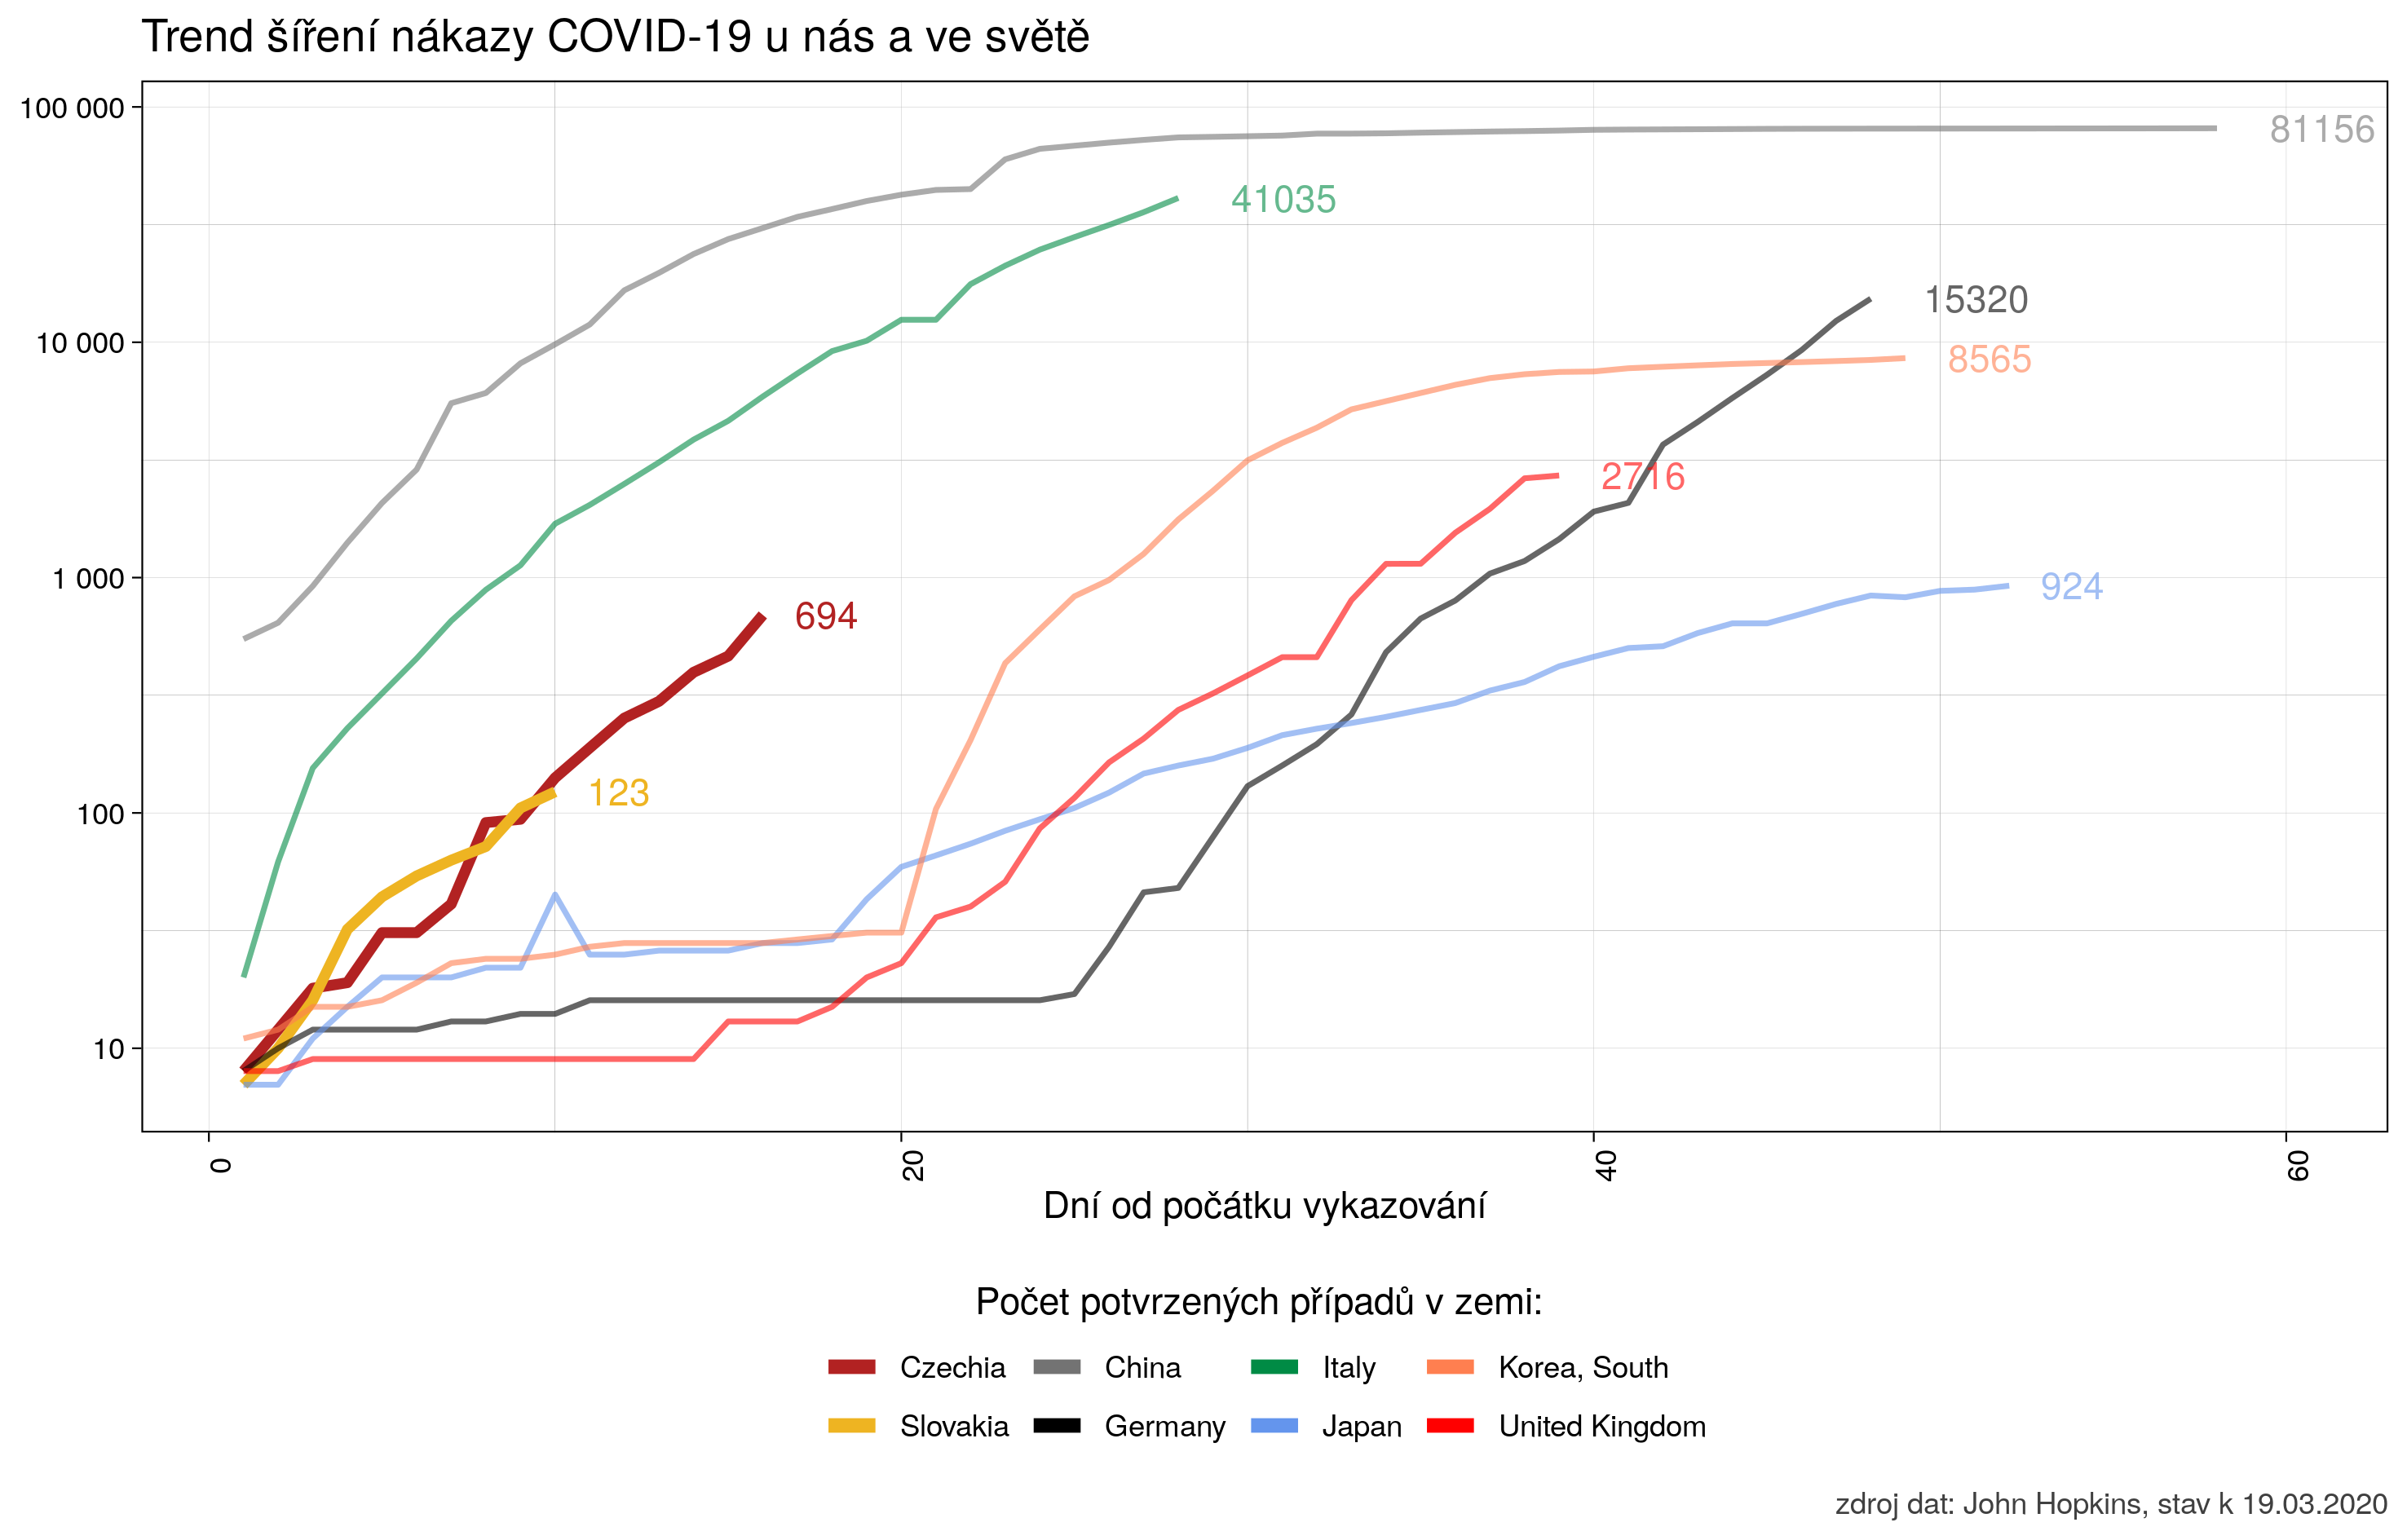 Trend šíření nákazy COVID-19 u nás a ve světě
100 000
81156
41035
15320
10 000
8565
2716
1 000
924
694
123
100
10
0
20
40
60
Dní od počátku vykazování
Počet potvrzených případů v zemi:
Czechia China Italy Korea, South
Slovakia Germany Japan United Kingdom
zdroj dat: John Hopkins, stav k 19.03.2020